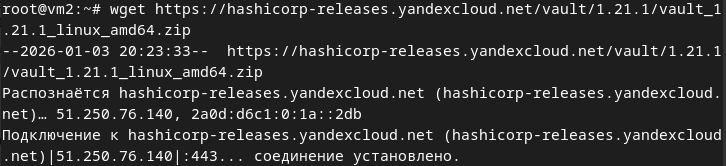 root@vm2:~# wget https://hashicorp-releases.yandexcloud.net/vault/1.21.1/vault_1
.21.1_linux_amd64.zip
--2026-01-03 20:23:33--  https://hashicorp-releases.yandexcloud.net/vault/1.21.1
/vault_1.21.1_linux_amd64.zip
Распознаётся hashicorp-releases.yandexcloud.net (hashicorp-releases.yandexcloud.
net)… 51.250.76.140, 2a0d:d6c1:0:1a::2db
Подключение к hashicorp-releases.yandexcloud.net (hashicorp-releases.yandexcloud
.net)|51.250.76.140|:443... соединение установлено.